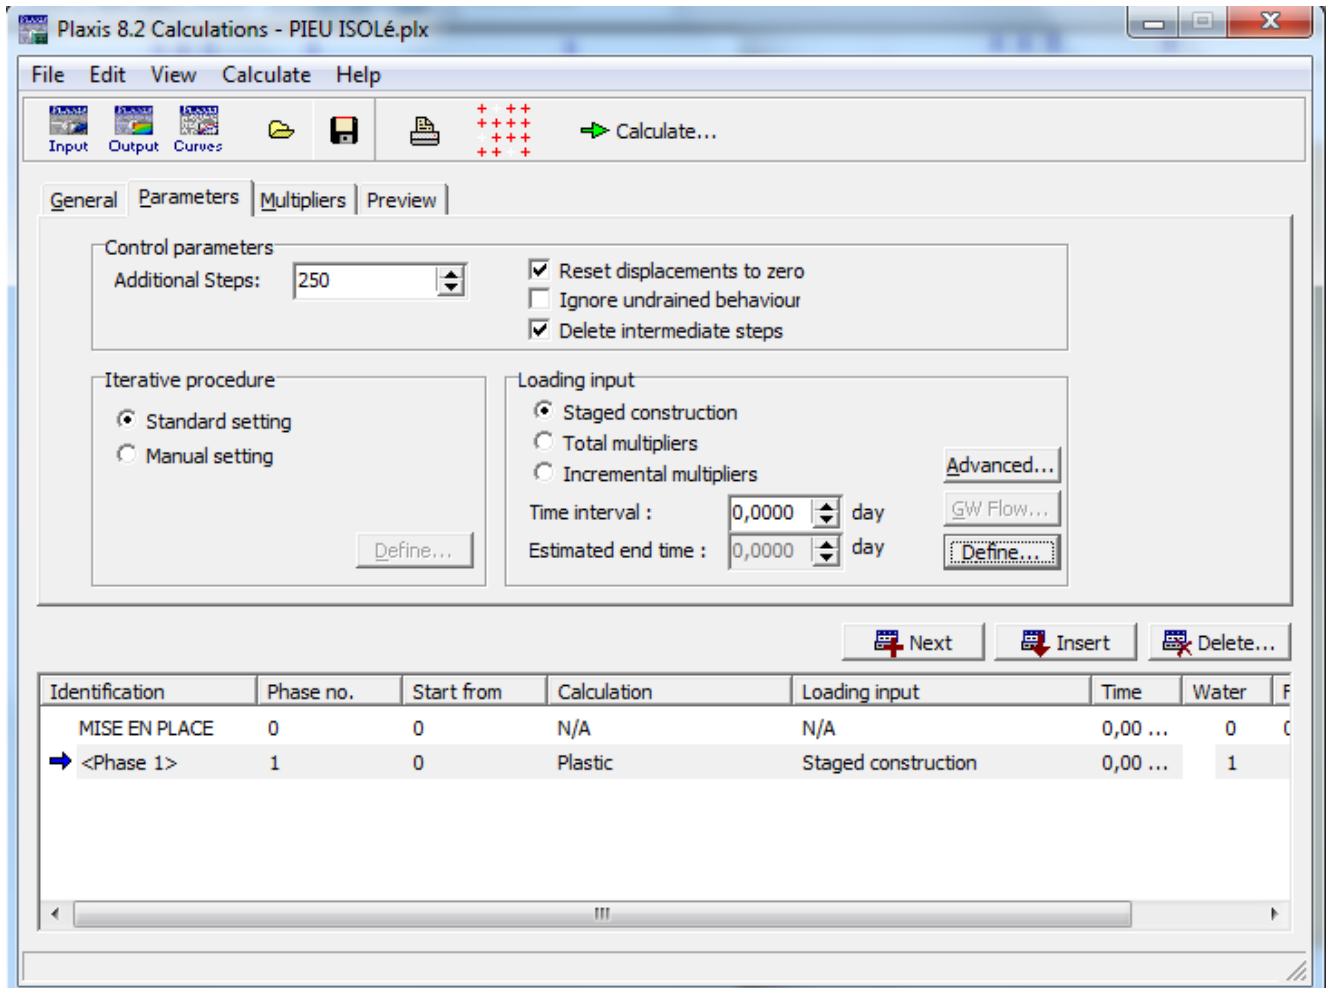 Plaxis 8.2 Calculations - PIEU ISOLé.plx
File Edit View Calculate Help
Input Output Curves Calculate...
General Parameters Multipliers Preview
Control parameters
Additional Steps: 250
Reset displacements to zero
Ignore undrained behaviour
Delete intermediate steps
Iterative procedure
Standard setting
Manual setting
Define...
Loading input
Staged construction
Total multipliers
Incremental multipliers
Advanced...
Time interval : 0,0000 day GW Flow...
Estimated end time : 0,0000 day Define...
Next Insert Delete...
Identification Phase no. Start from Calculation Loading input Time Water F
MISE EN PLACE 0 0 N/A N/A 0,00 ... 0
<Phase 1> 1 0 Plastic Staged construction 0,00 ... 1